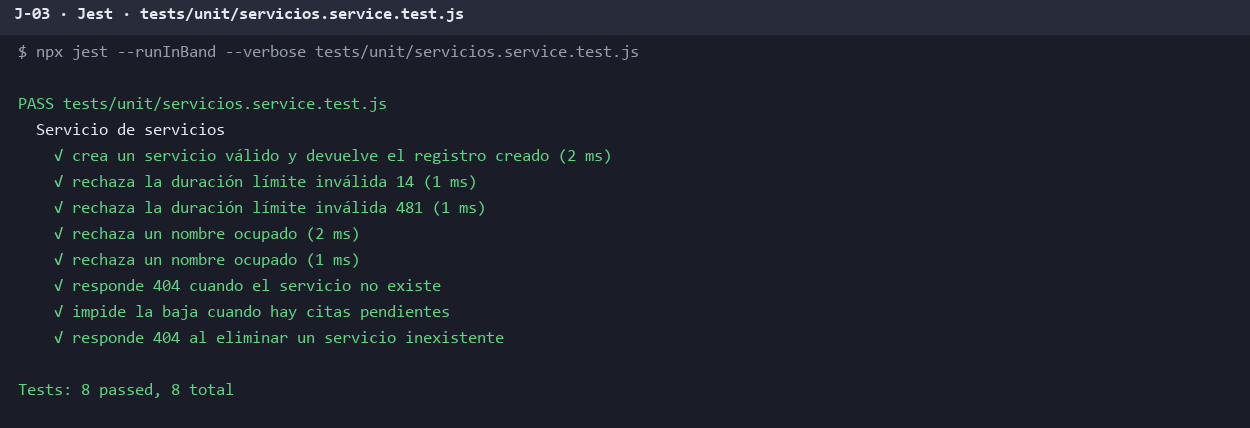 J-03 · Jest · tests/unit/servicios.service.test.js
$ npx jest --runInBand --verbose tests/unit/servicios.service.test.js
PASS tests/unit/servicios.service.test.js
Servicio de servicios
√ crea un servicio válido y devuelve el registro creado (2 ms)
√ rechaza la duración límite inválida 14 (1 ms)
√ rechaza la duración límite inválida 481 (1 ms)
√ rechaza un nombre ocupado (2 ms)
√ rechaza un nombre ocupado (1 ms)
√ responde 404 cuando el servicio no existe
√ impide la baja cuando hay citas pendientes
√ responde 404 al eliminar un servicio inexistente
Tests: 8 passed, 8 total